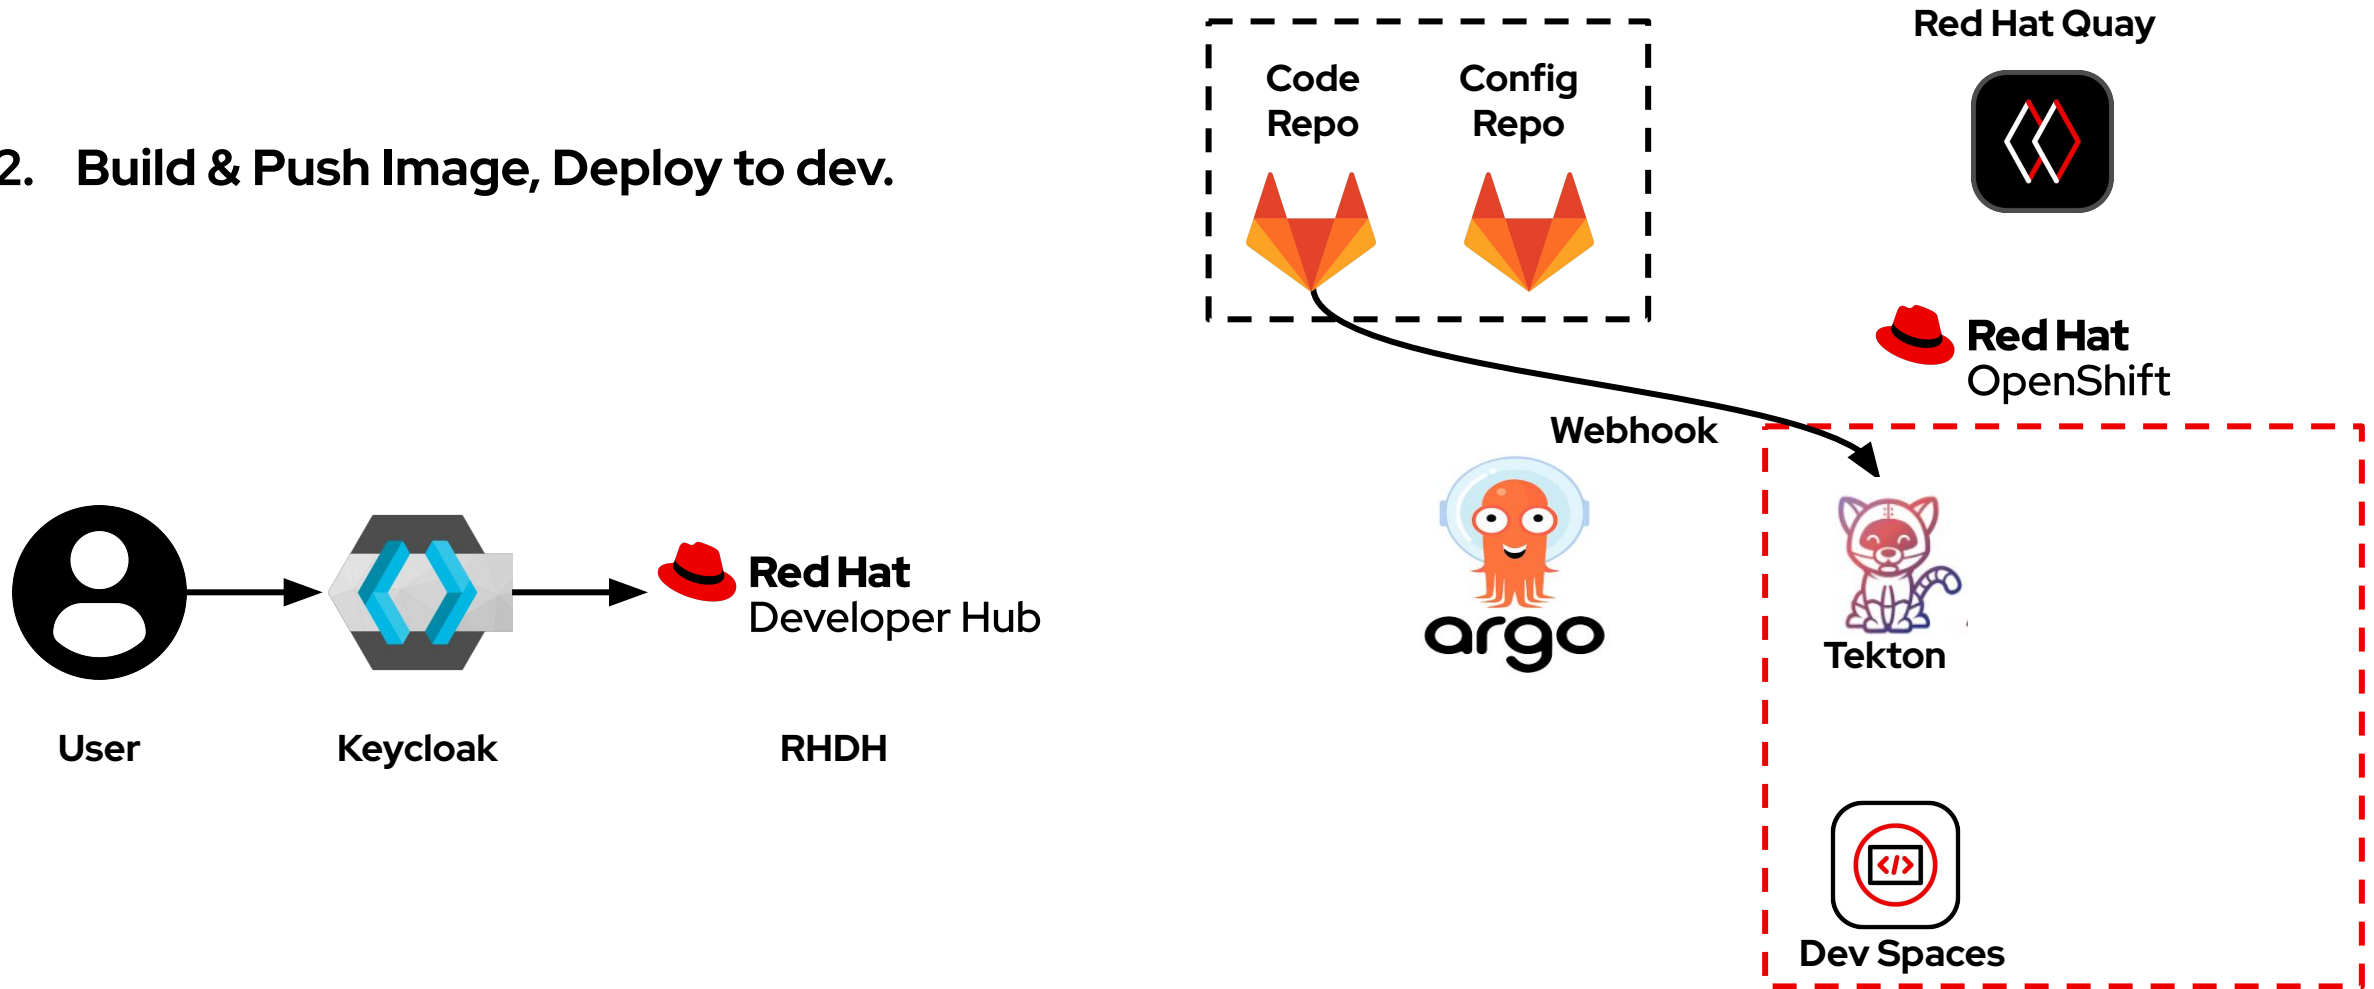 2. Build & Push Image, Deploy to dev.
Code
Repo
Config
Repo
Red Hat Quay
Red Hat
OpenShift
Webhook
argo
Tekton
Red Hat
Developer Hub
User
Keycloak
RHDH
</>
Dev Spaces